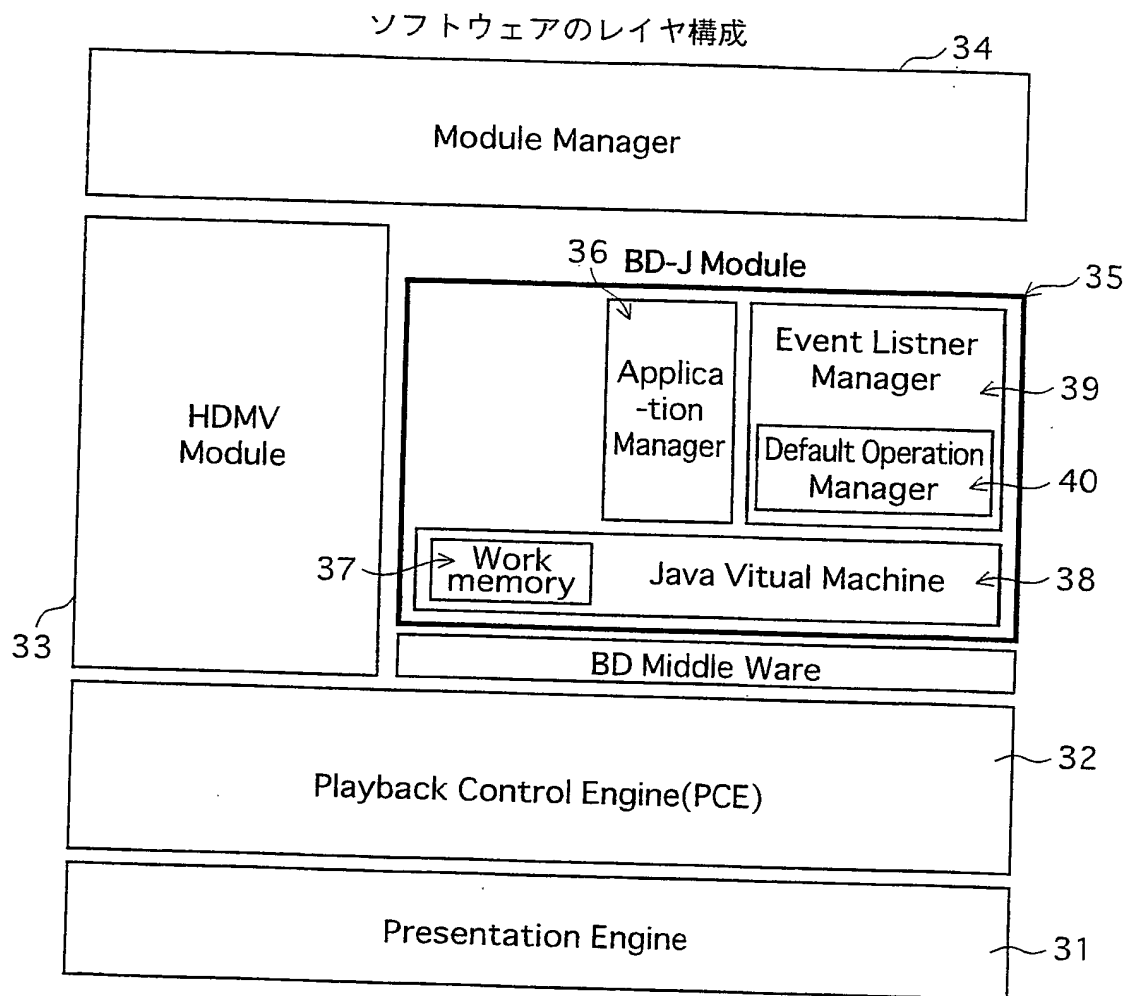 ソフトウェアのレイヤ構成
34
Module Manager
36
BD-J Module
35
HDMV
Module
Applica
-tion
Manager
Event Listner
Manager
39
Default Operation
Manager
40
37
Work
memory
Java Vitual Machine
38
33
BD Middle Ware
Playback Control Engine(PCE)
32
Presentation Engine
31